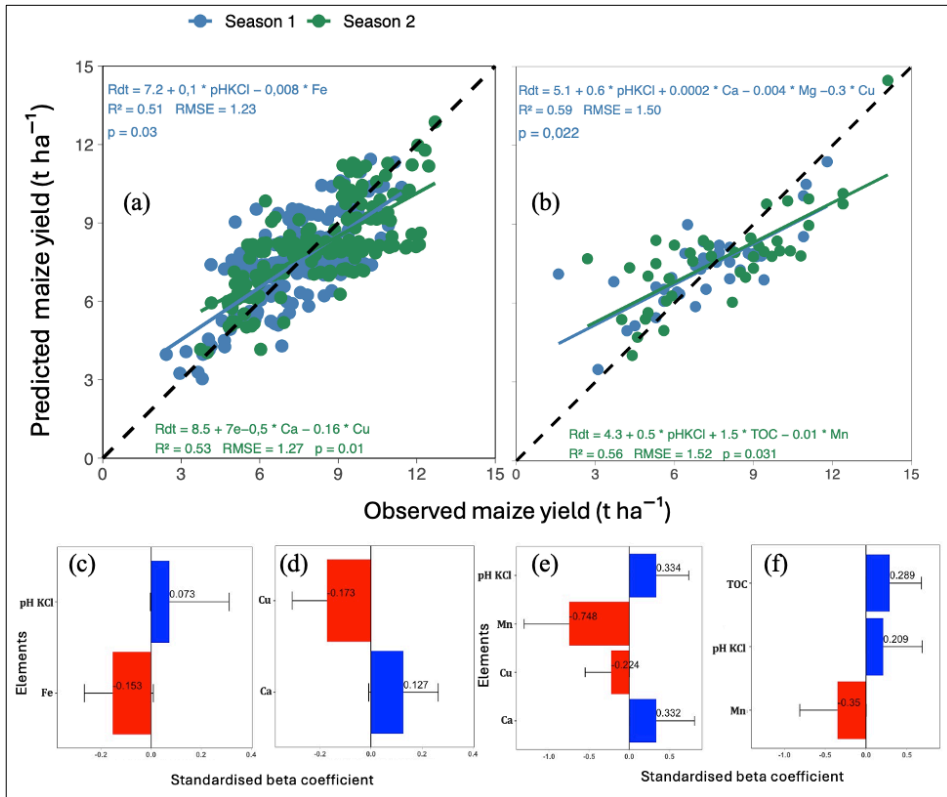 Season 1 Season 2
Rdt = 7.2 + 0,1 * pHKCl − 0,008 * Fe
R² = 0.51 RMSE = 1.23
p = 0.03
(a)
Rdt = 8.5 + 7e−0,5 * Ca − 0.16 * Cu
R² = 0.53 RMSE = 1.27 p = 0.01
15
12
9
6
3
0
0 3 6 9 12 15
Predicted maize yield (t ha⁻¹)
Rdt = 5.1 + 0.6 * pHKCl + 0.0002 * Ca − 0.004 * Mg −0.3 * Cu
R² = 0.59 RMSE = 1.50
p = 0,022
(b)
Rdt = 4.3 + 0.5 * pHKCl + 1.5 * TOC − 0.01 * Mn
R² = 0.56 RMSE = 1.52 p = 0.031
0 3 6 9 12 15
Observed maize yield (t ha⁻¹)
(c)
Elements
pH KCl
0.073
Fe
-0.153
-0.2 0.0 0.2 0.4
(d)
Cu
-0.173
Ca
0.127
-0.2 0.0 0.2 0.4
Standardised beta coefficient
(e)
Elements
pH KCl
0.334
Mn
-0.748
Cu
-0.224
Ca
0.332
-1.0 -0.5 0.0 0.5
(f)
TOC
0.289
pH KCl
0.209
Mn
-0.35
-1.0 -0.5 0.0 0.5
Standardised beta coefficient